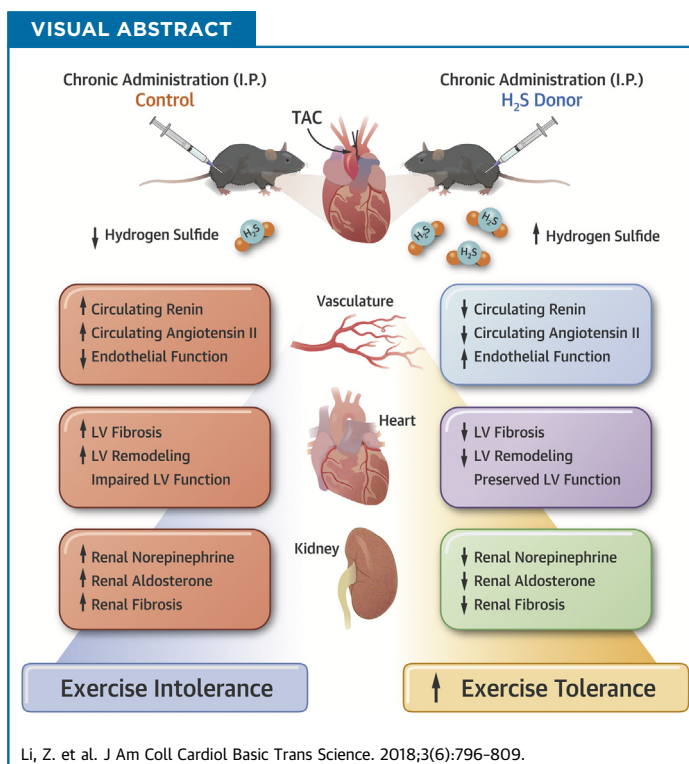 VISUAL ABSTRACT
Chronic Administration (I.P.)
Control
Chronic Administration (I.P.)
H₂S Donor
TAC
↓ Hydrogen Sulfide
H₂S
H₂S
H₂S
H₂S
↑ Hydrogen Sulfide
↑ Circulating Renin
↑ Circulating Angiotensin II
↓ Endothelial Function
Vasculature
↓ Circulating Renin
↓ Circulating Angiotensin II
↑ Endothelial Function
↑ LV Fibrosis
↑ LV Remodeling
Impaired LV Function
Heart
↓ LV Fibrosis
↓ LV Remodeling
Preserved LV Function
↑ Renal Norepinephrine
↑ Renal Aldosterone
↑ Renal Fibrosis
Kidney
↓ Renal Norepinephrine
↓ Renal Aldosterone
↓ Renal Fibrosis
Exercise Intolerance
↑ Exercise Tolerance
Li, Z. et al. J Am Coll Cardiol Basic Trans Science. 2018;3(6):796–809.